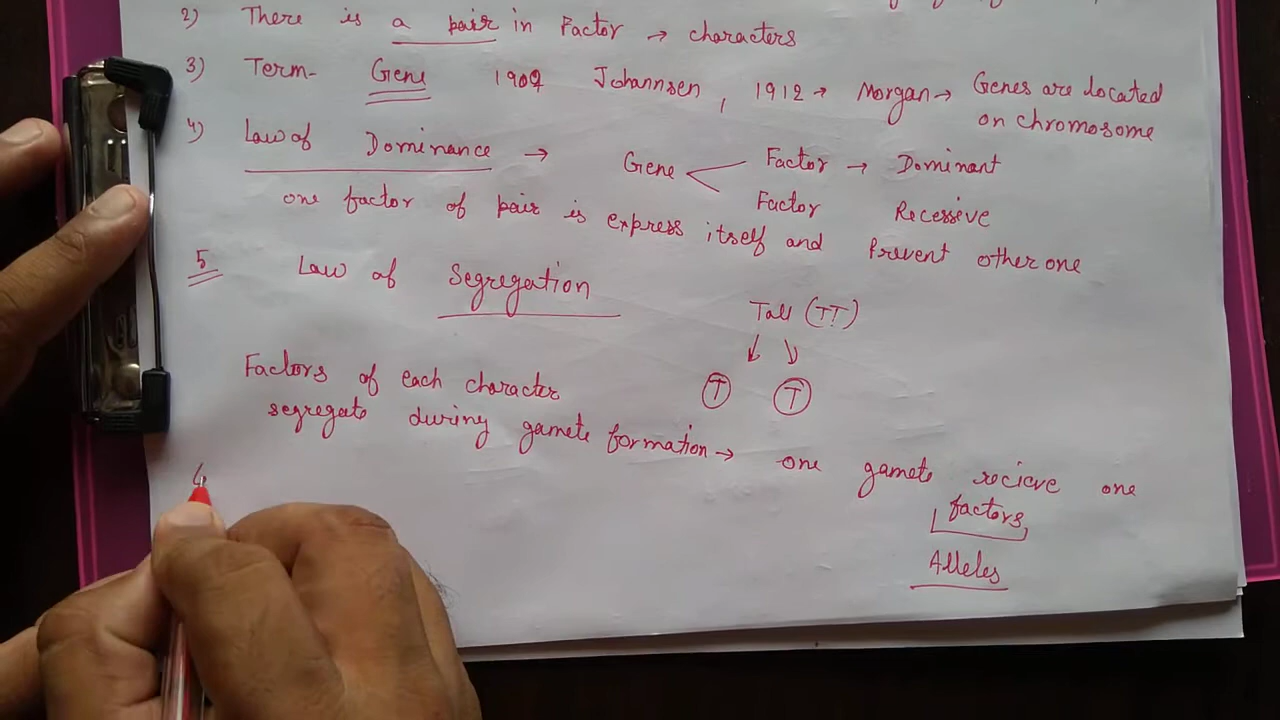 2) There is a pair in Factor → characters
3) Term- Gene 1909 Johannsen, 1912 → Morgan → Genes are located on chromosome
4) Law of Dominance → Gene Factor → Dominant
Factor Recessive
one factor of pair is express itself and Prevent other one
5 Law of Segregation
Tall (TT)
T T
Factors of each character
segregate during gamete formation → one gamete recieve one
factors
Alleles
6